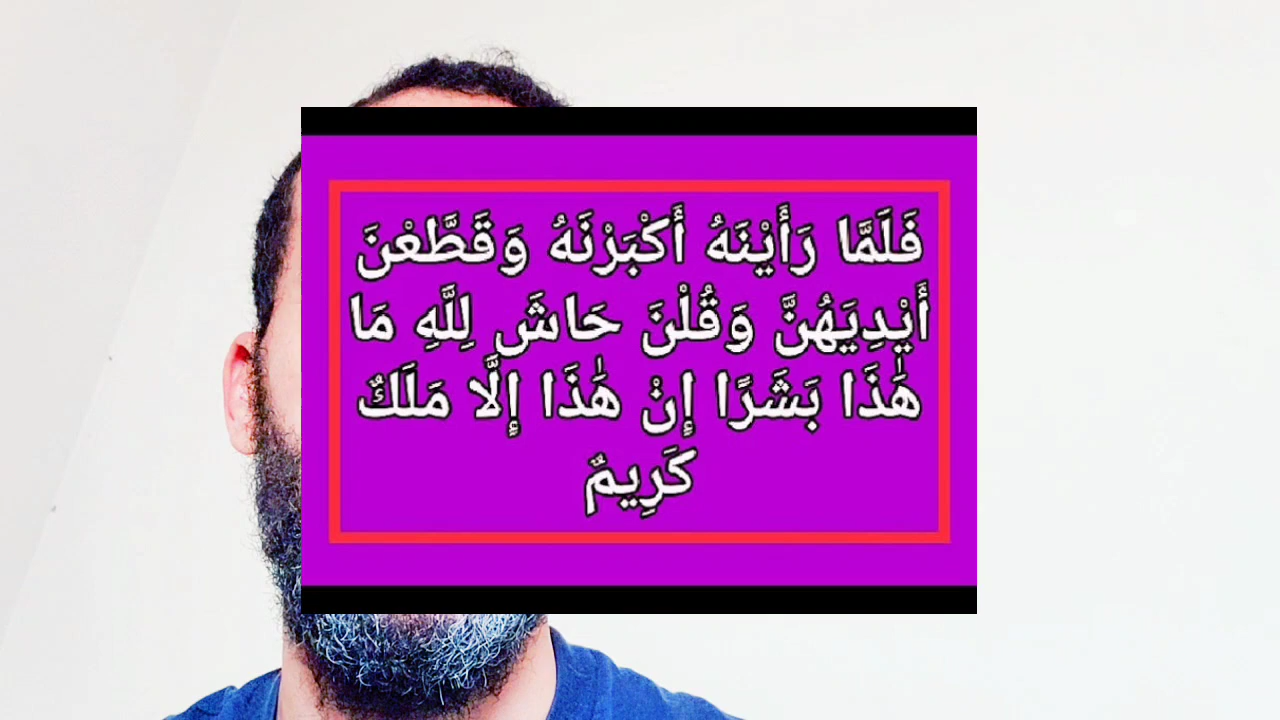 فَلَمَّا رَأَيْنَهُ أَكْبَرْنَهُ وَقَطَّعْنَ
أَيْدِيَهُنَّ وَقُلْنَ حَاشَ لِلَّهِ مَا
هَٰذَا بَشَرًا إِنْ هَٰذَا إِلَّا مَلَكٌ
كَرِيمٌ